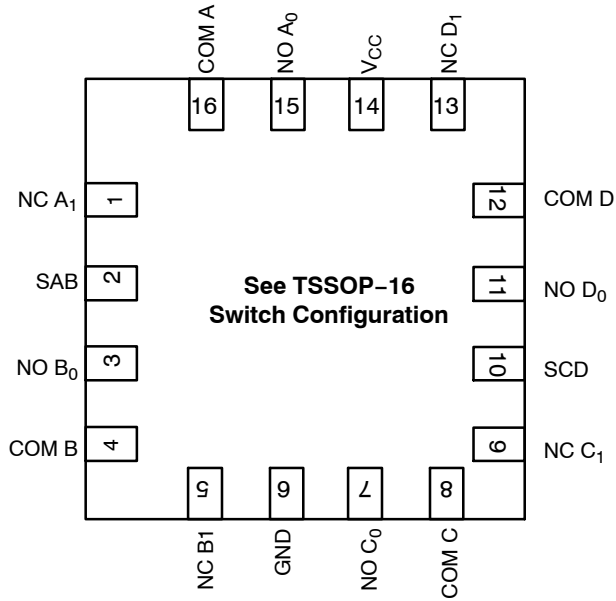 COM A
NO A₀
V_CC
NC D₁
16
15
14
13
NC A₁
1
12
COM D
SAB
2
11
NO D₀
See TSSOP–16
Switch Configuration
NO B₀
3
10
SCD
COM B
4
9
NC C₁
5
6
7
8
NC B1
GND
NO C₀
COM C